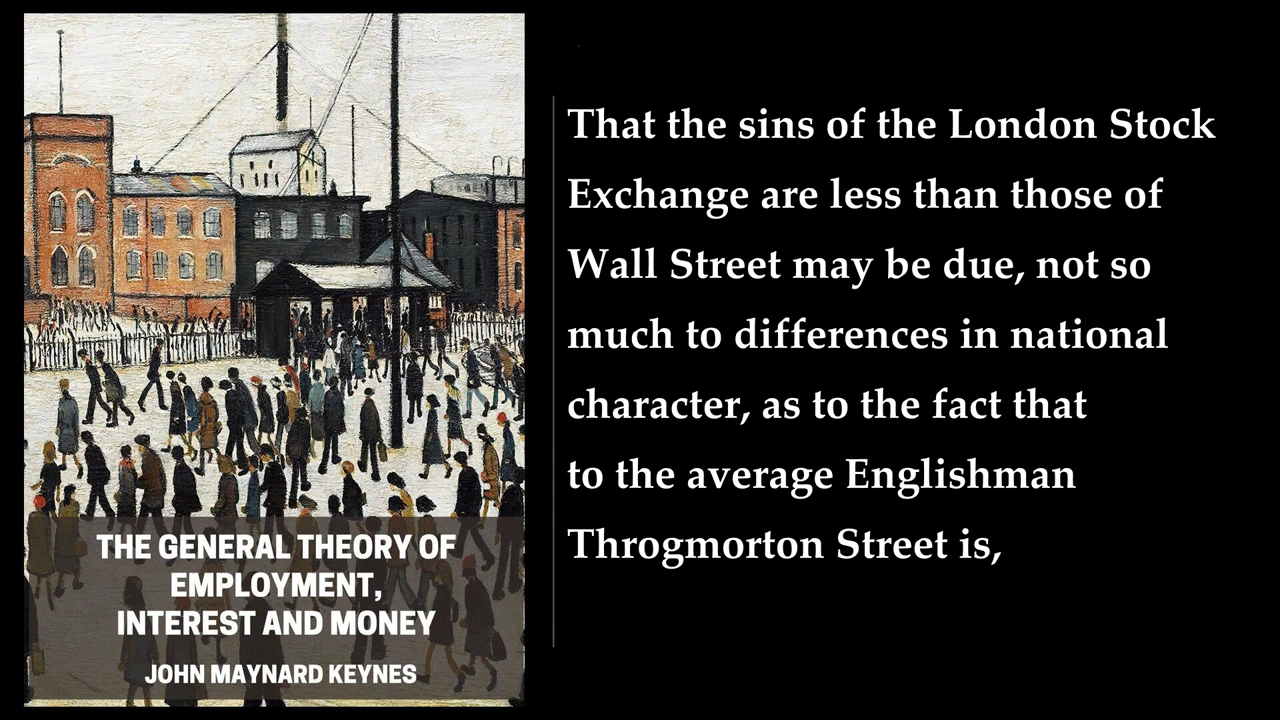 THE GENERAL THEORY OF
EMPLOYMENT,
INTEREST AND MONEY
JOHN MAYNARD KEYNES
That the sins of the London Stock
Exchange are less than those of
Wall Street may be due, not so
much to differences in national
character, as to the fact that
to the average Englishman
Throgmorton Street is,